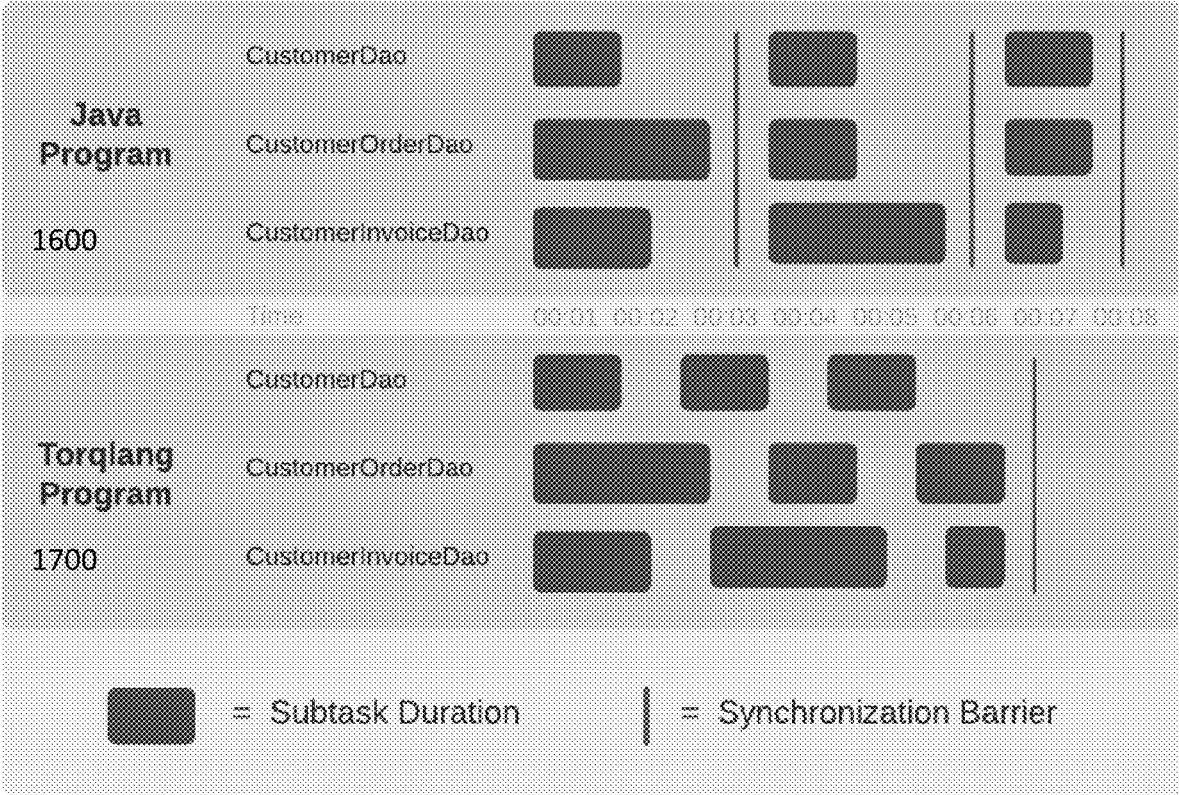 CustomerDao
Java
Program
CustomerOrderDao
1600
CustomerInvoiceDao
Time 00:01 00:02 00:03 00:04 00:05 00:06 00:07 00:08
CustomerDao
Torqlang
Program
CustomerOrderDao
1700
CustomerInvoiceDao
= Subtask Duration
= Synchronization Barrier